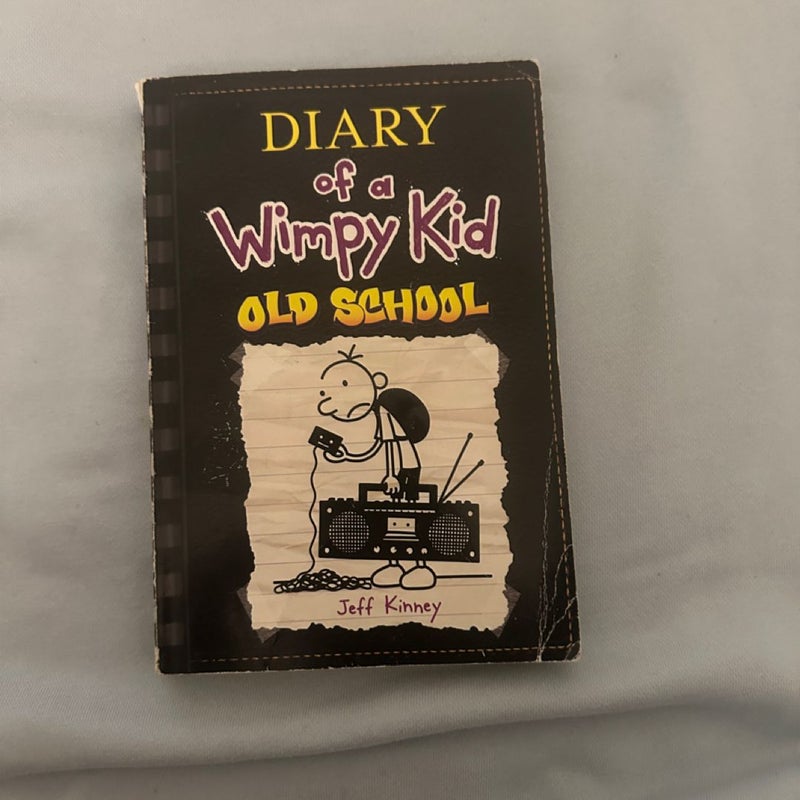 DIARY
of a
Wimpy Kid
OLD SCHOOL
Jeff Kinney